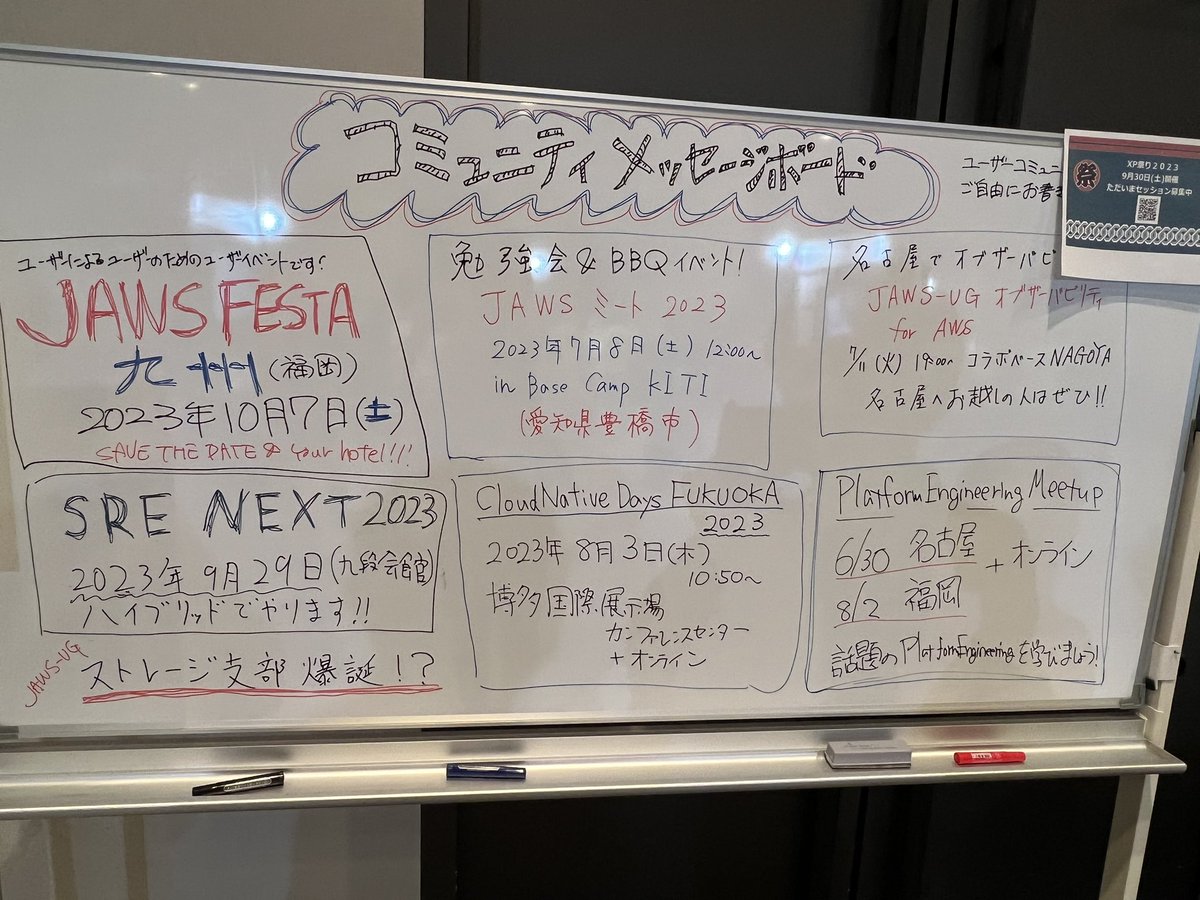 コミュニティメッセージボード
ユーザーコミュニ
ご自由にお書き
祭
XP祭り2023
9月30日(土)開催
ただいまセッション募集中
ユーザによるユーザのためのユーザイベントです!
JAWS FESTA
九州(福岡)
2023年10月7日(土)
SAVE THE DATE & your hotel!!!
勉強会&BBQイベント!
JAWS ミート 2023
2023年7月8日(土) 12:00~
in Base Camp KITI
(愛知県豊橋市)
名古屋で オブザーバビ
JAWS-UG オブザーバビリティ
for AWS
7/11(火) 19:00~ コラボベースNAGOYA
名古屋へお越しの人はぜひ!!
SRE NEXT 2023
2023年9月29日(九段会館)
ハイブリッドでやります!!
JAWS-UG
ストレージ支部 爆誕!?
CloudNative Days FUKUOKA
2023
2023年8月3日(木)
10:50~
博多国際展示場
カンファレンスセンター
+オンライン
Platform Engineering Meetup
6/30 名古屋
+オンライン
8/2 福岡
話題のPlatformEngineeringを学びましょう!